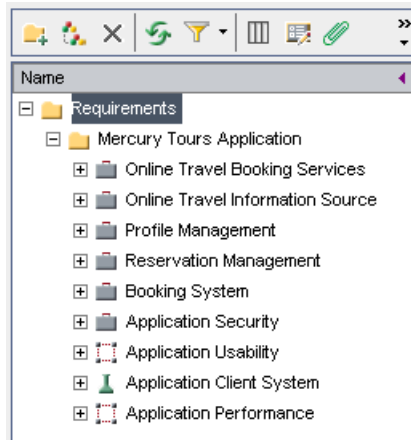 Name
Requirements
Mercury Tours Application
Online Travel Booking Services
Online Travel Information Source
Profile Management
Reservation Management
Booking System
Application Security
Application Usability
Application Client System
Application Performance